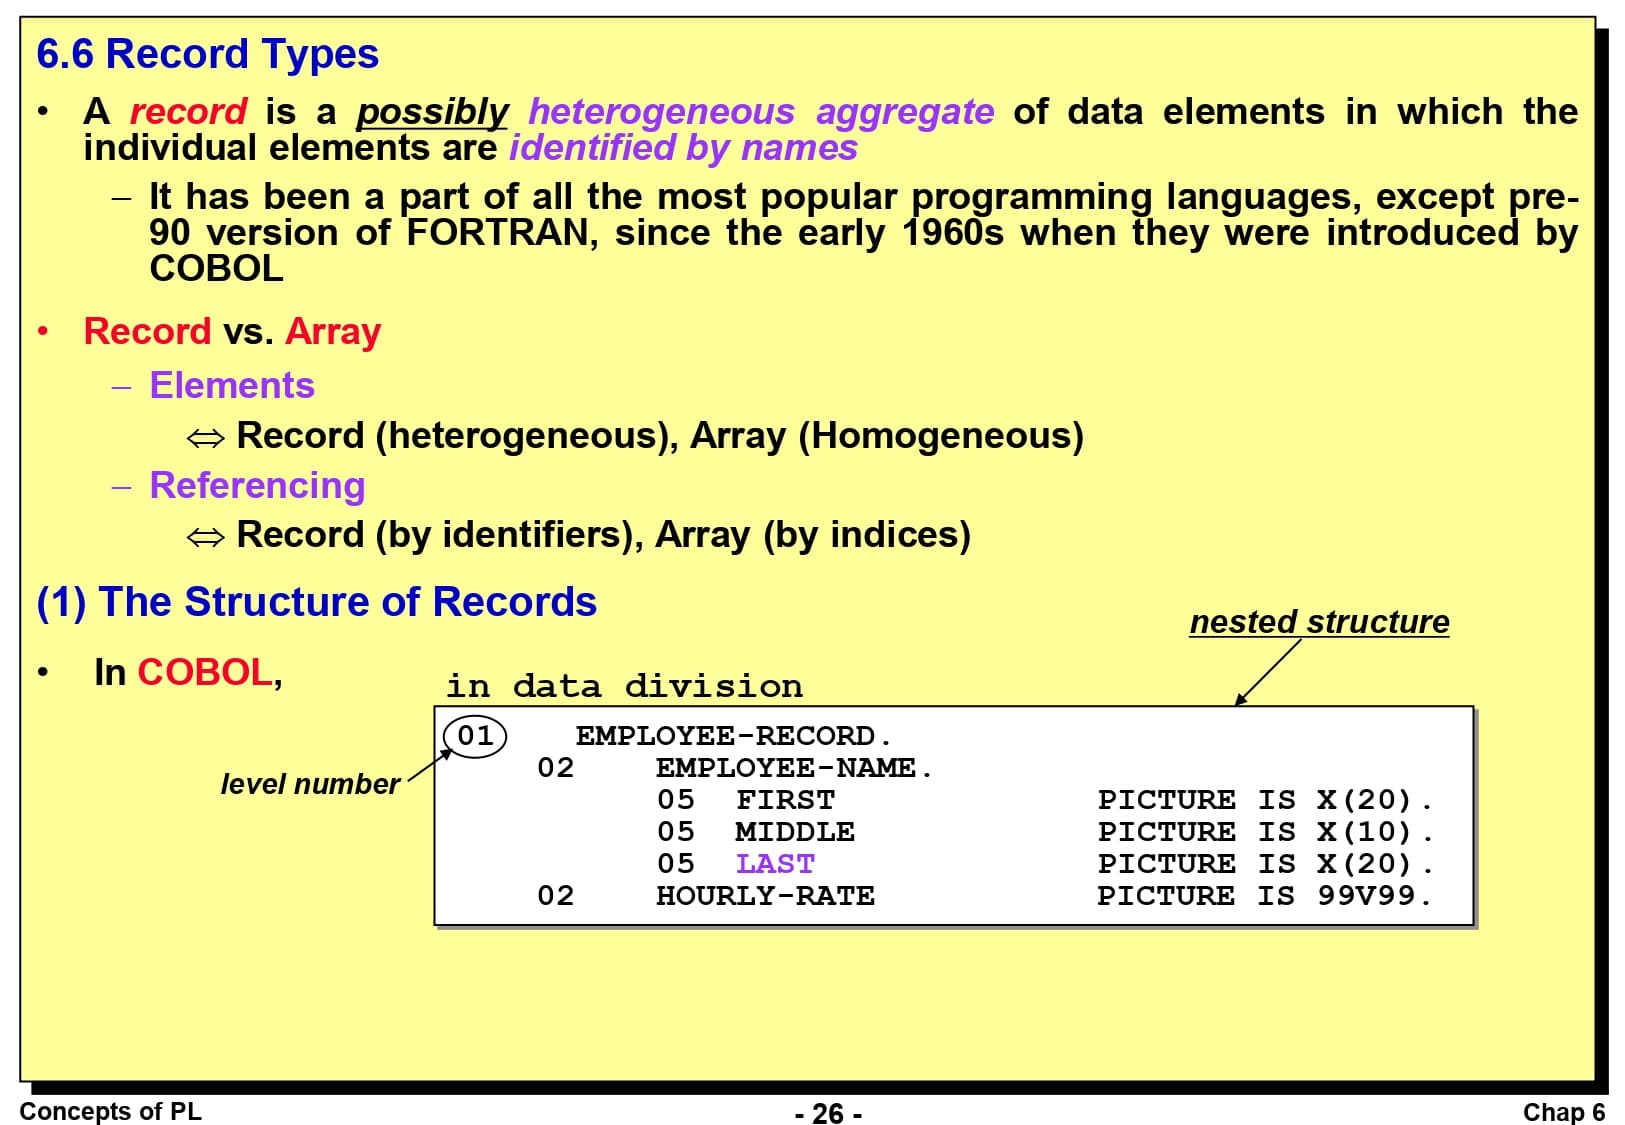 6.6 Record Types
• A record is a possibly heterogeneous aggregate of data elements in which the
individual elements are identified by names
– It has been a part of all the most popular programming languages, except pre-
90 version of FORTRAN, since the early 1960s when they were introduced by
COBOL
• Record vs. Array
– Elements
⇔ Record (heterogeneous), Array (Homogeneous)
– Referencing
⇔ Record (by identifiers), Array (by indices)
(1) The Structure of Records
nested structure
• In COBOL,
in data division
01 EMPLOYEE-RECORD.
02 EMPLOYEE-NAME.
level number
05 FIRST PICTURE IS X(20).
05 MIDDLE PICTURE IS X(10).
05 LAST PICTURE IS X(20).
02 HOURLY-RATE PICTURE IS 99V99.
Concepts of PL
- 26 -
Chap 6